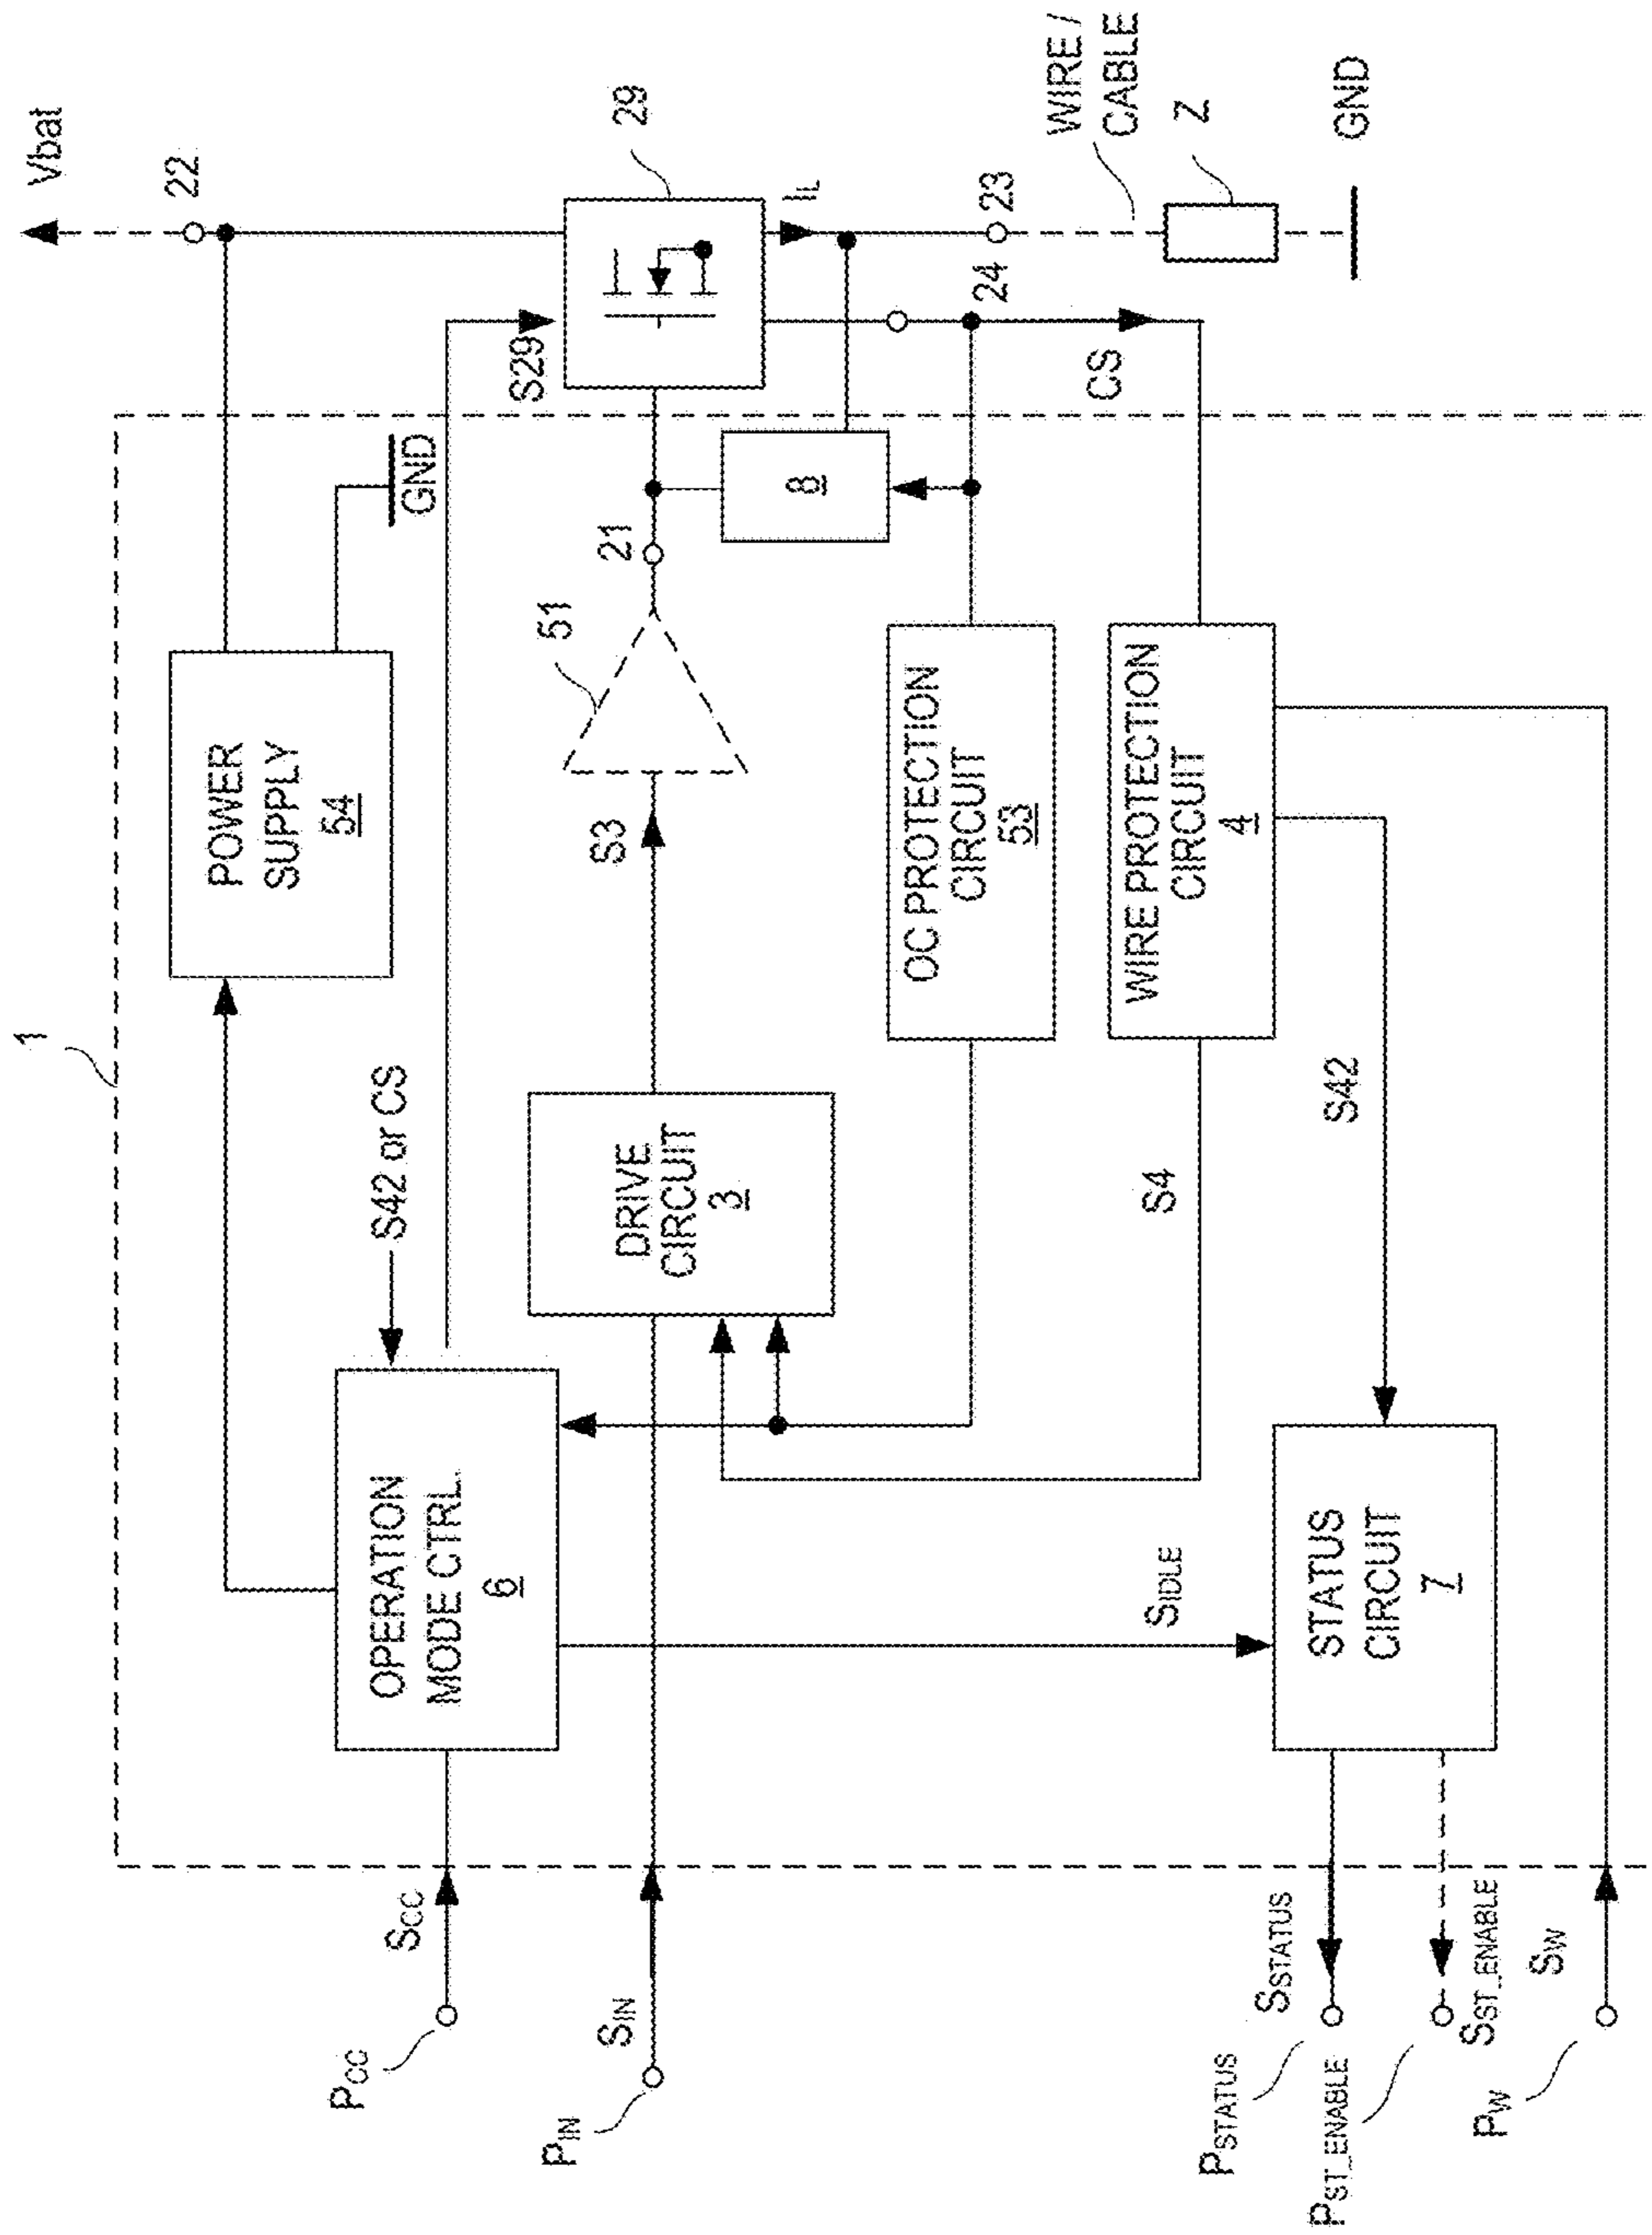 1
Vbat
22
POWER
SUPPLY
54
GND
S42 or CS
S29
29
OPERATION
MODE CTRL.
6
PCC
SCC
PIN
SIN
DRIVE
CIRCUIT
3
S3
51
21
8
IL
23
24
WIRE /
CABLE
Z
GND
CS
OC PROTECTION
CIRCUIT
53
WIRE PROTECTION
CIRCUIT
4
S4
S42
SIDLE
STATUS
CIRCUIT
7
PSTATUS
SSTATUS
PST_ENABLE
SST_ENABLE
PW
SW